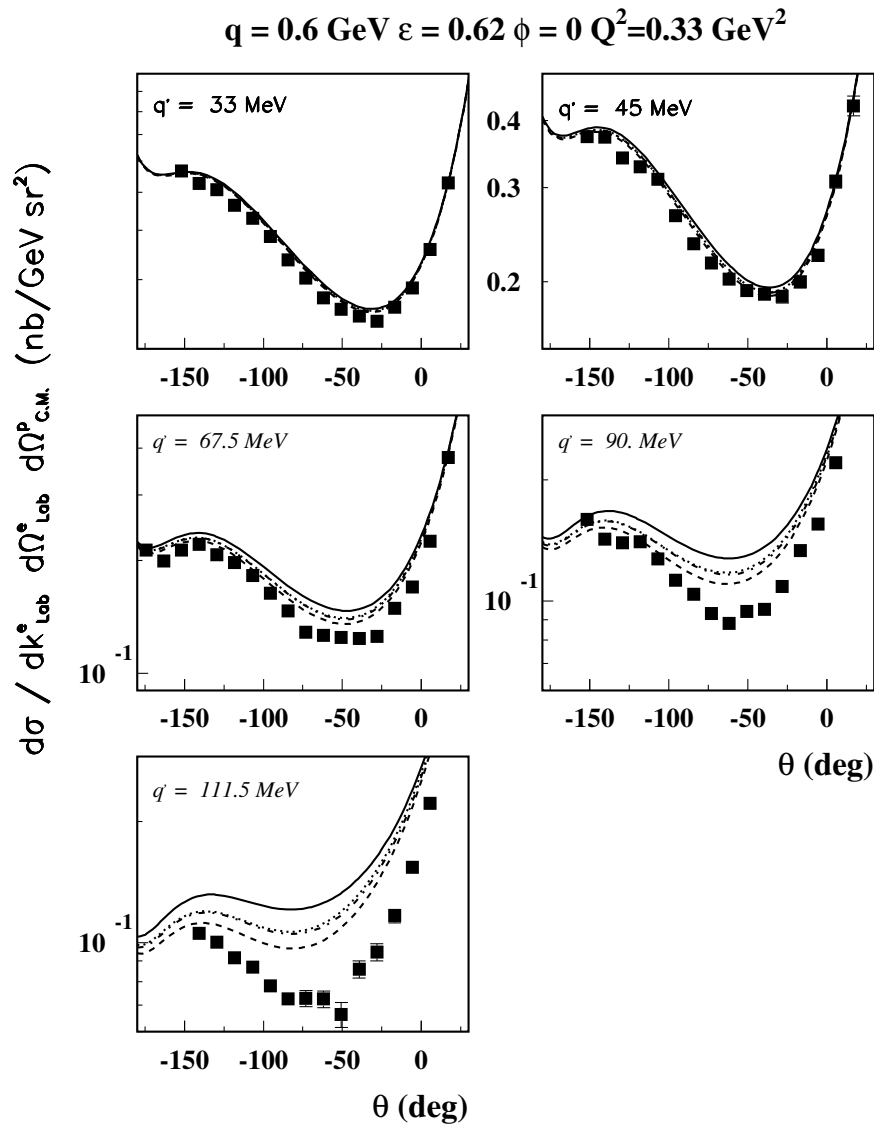 q = 0.6 GeV ε = 0.62 ϕ = 0 Q²=0.33 GeV²
dσ / dk^e_Lab dΩ^e_Lab dΩ^p_C.M. (nb/GeV sr²)
q' = 33 MeV
-150 -100 -50 0
q' = 45 MeV
0.4
0.3
0.2
-150 -100 -50 0
q' = 67.5 MeV
10⁻¹
-150 -100 -50 0
q' = 90. MeV
10⁻¹
-150 -100 -50 0
θ (deg)
q' = 111.5 MeV
10⁻¹
-150 -100 -50 0
θ (deg)